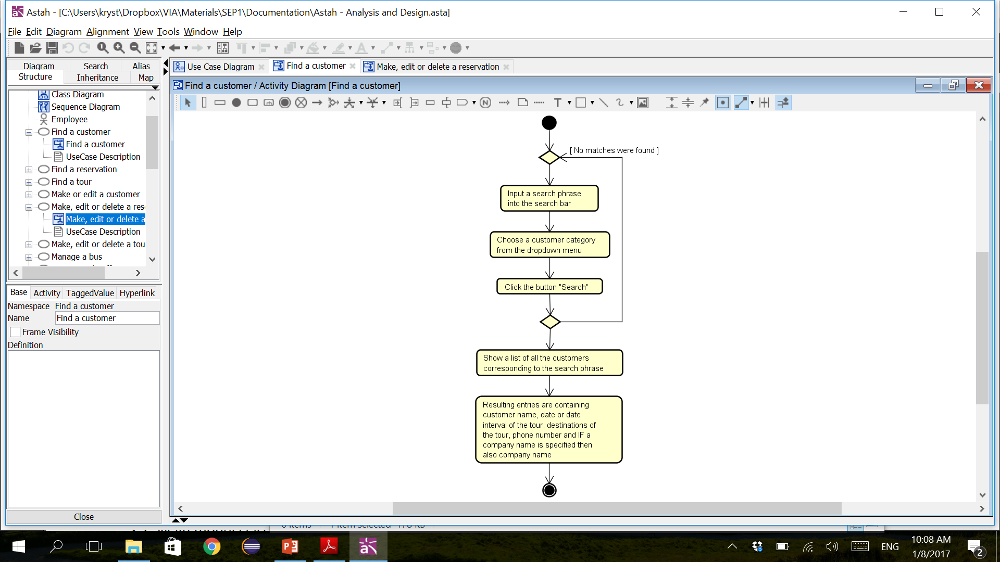 Astah - [C:\Users\kryst\Dropbox\VIA\Materials\SEP1\Documentation\Astah - Analysis and Design.asta]
File Edit Diagram Alignment View Tools Window Help
Diagram Search Alias
Structure Inheritance Map
Class Diagram
Sequence Diagram
Employee
Find a customer
Find a customer
UseCase Description
Find a reservation
Find a tour
Make or edit a customer
Make, edit or delete a res
Make, edit or delete a
UseCase Description
Make, edit or delete a tou
Manage a bus
Base Activity TaggedValue Hyperlink
Namespace Find a customer
Name Find a customer
Frame Visibility
Definition
Close
Use Case Diagram Find a customer Make, edit or delete a reservation
Find a customer / Activity Diagram [Find a customer]
N T
[ No matches were found ]
Input a search phrase
into the search bar
Choose a customer category
from the dropdown menu
Click the button "Search"
Show a list of all the customers
corresponding to the search phrase
Resulting entries are containing
customer name, date or date
interval of the tour, destinations of
the tour, phone number and IF a
company name is specified then
also company name
ENG
10:08 AM
1/8/2017
2